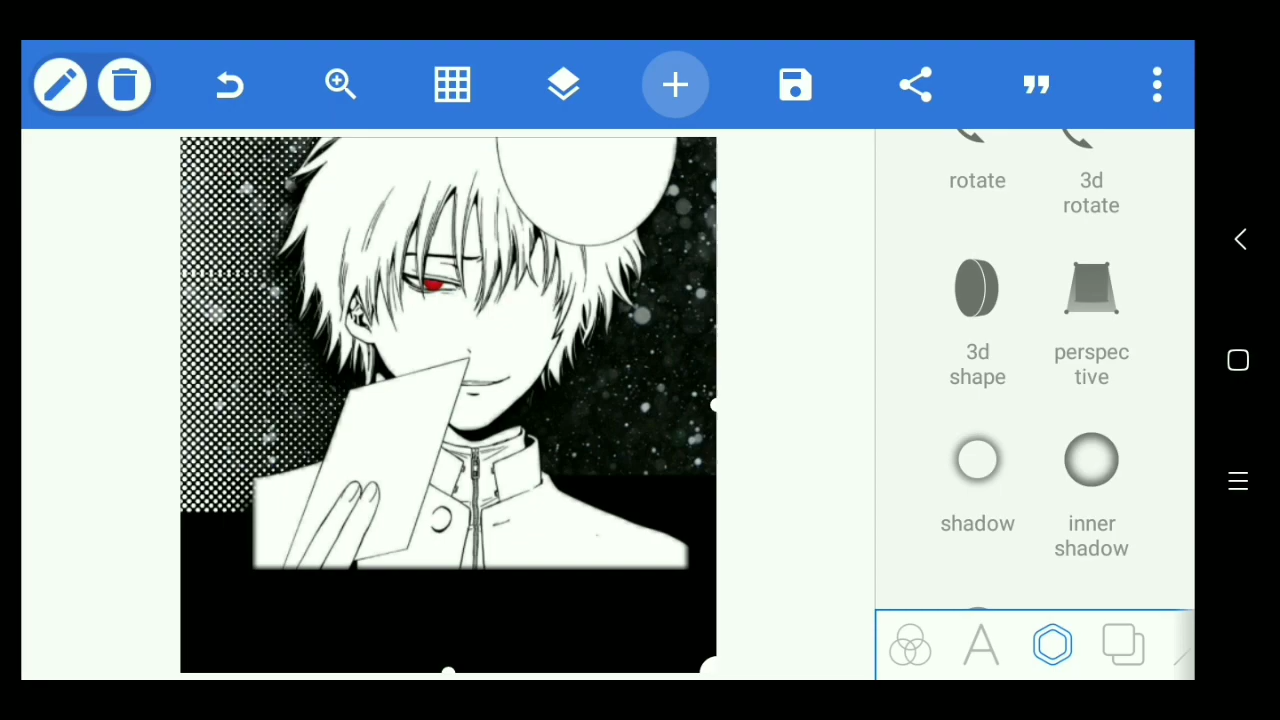 rotate
3d
rotate
3d
shape
perspec
tive
shadow
inner
shadow